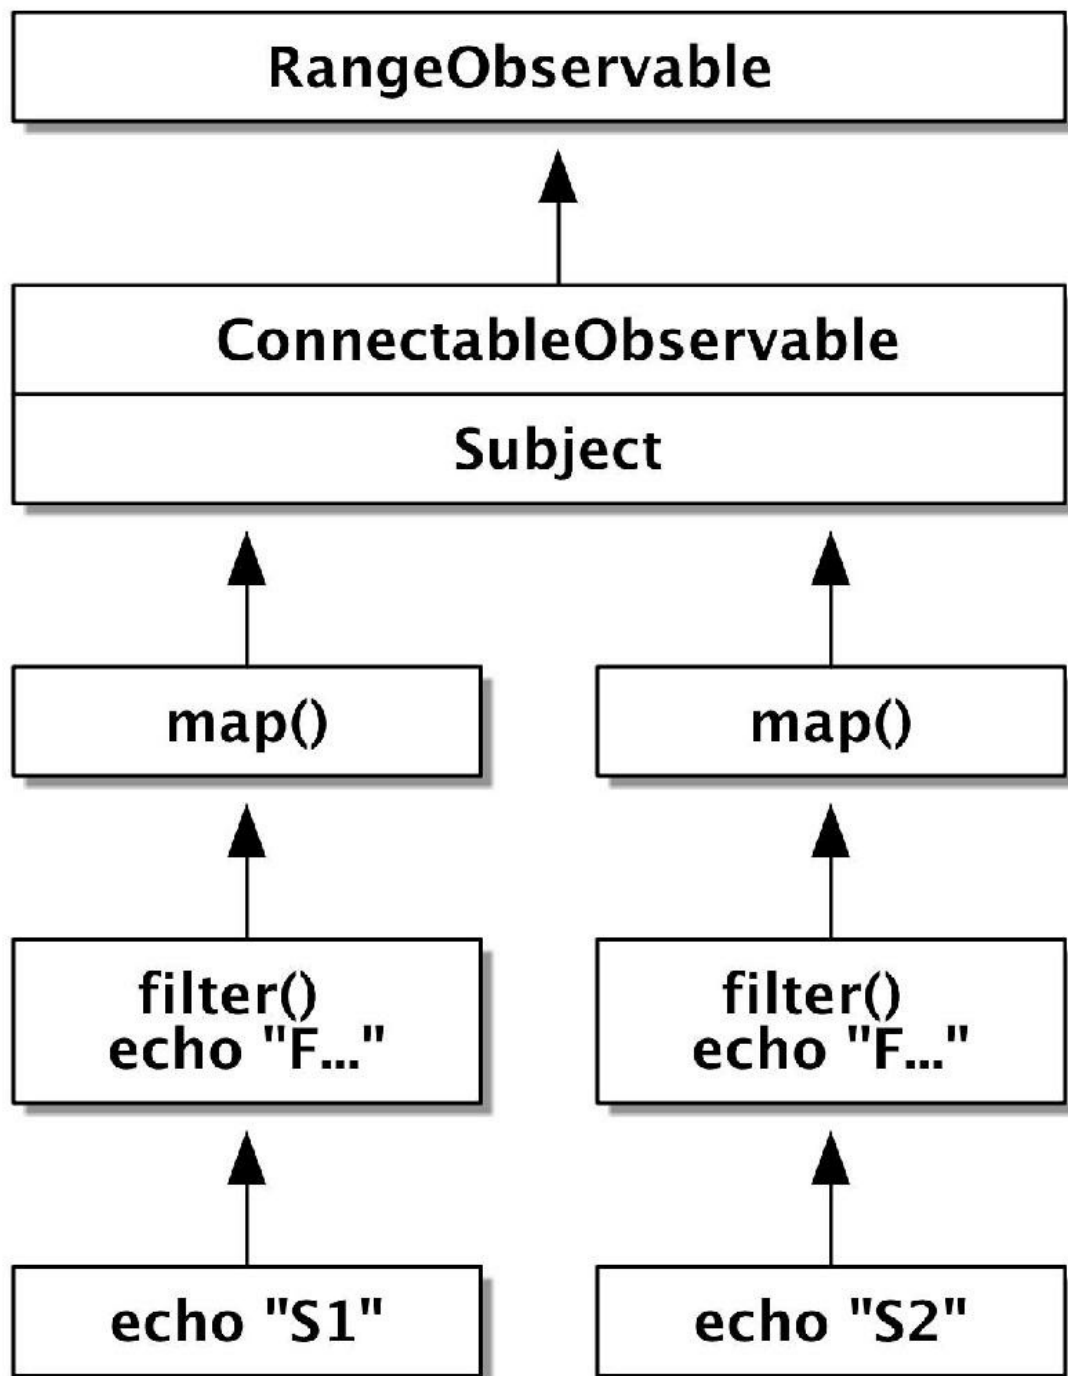 RangeObservable
ConnectableObservable
Subject
map()
map()
filter()
echo "F..."
filter()
echo "F..."
echo "S1"
echo "S2"